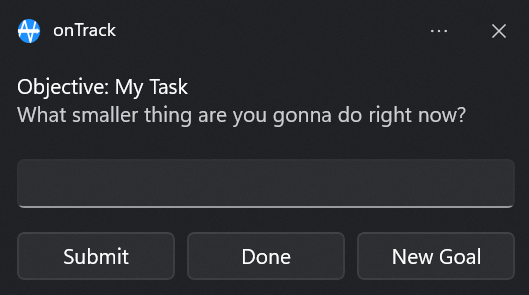 onTrack
Objective: My Task
What smaller thing are you gonna do right now?
Submit
Done
New Goal